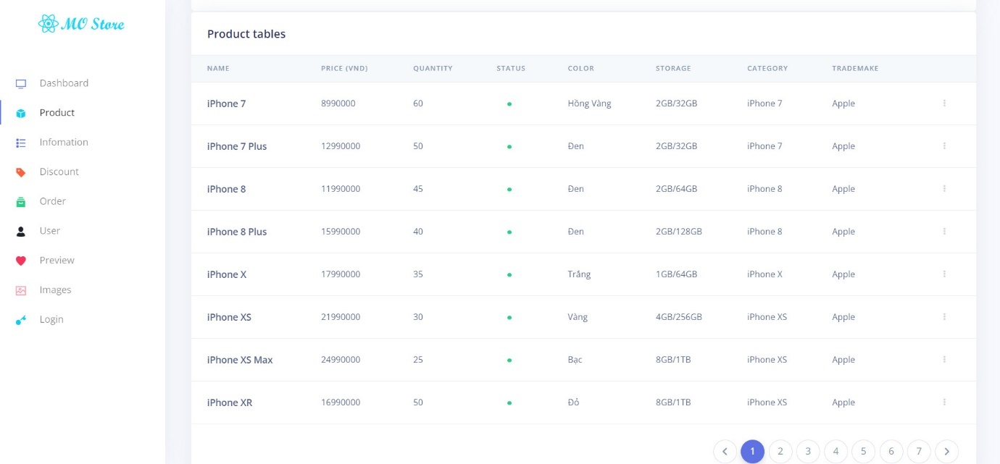 MO Store
Dashboard
Product
Infomation
Discount
Order
User
Preview
Images
Login
Product tables
NAME PRICE (VND) QUANTITY STATUS COLOR STORAGE CATEGORY TRADEMAKE
iPhone 7 8990000 60 Hồng Vàng 2GB/32GB iPhone 7 Apple
iPhone 7 Plus 12990000 50 Đen 2GB/32GB iPhone 7 Apple
iPhone 8 11990000 45 Đen 2GB/64GB iPhone 8 Apple
iPhone 8 Plus 15990000 40 Đen 2GB/128GB iPhone 8 Apple
iPhone X 17990000 35 Trắng 1GB/64GB iPhone X Apple
iPhone XS 21990000 30 Vàng 4GB/256GB iPhone XS Apple
iPhone XS Max 24990000 25 Bạc 8GB/1TB iPhone XS Apple
iPhone XR 16990000 50 Đỏ 8GB/1TB iPhone XS Apple
1 2 3 4 5 6 7